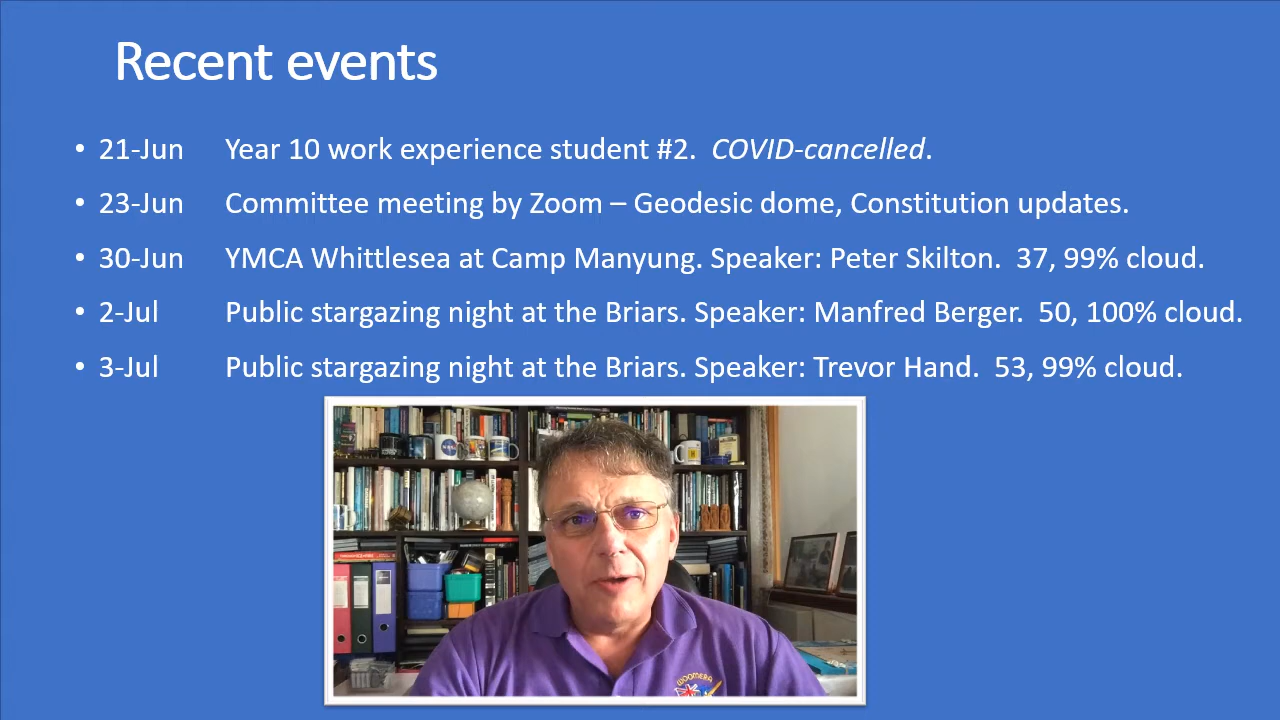 Recent events
• 21-Jun Year 10 work experience student #2. COVID-cancelled.
• 23-Jun Committee meeting by Zoom – Geodesic dome, Constitution updates.
• 30-Jun YMCA Whittlesea at Camp Manyung. Speaker: Peter Skilton. 37, 99% cloud.
• 2-Jul Public stargazing night at the Briars. Speaker: Manfred Berger. 50, 100% cloud.
• 3-Jul Public stargazing night at the Briars. Speaker: Trevor Hand. 53, 99% cloud.
WOOMERA